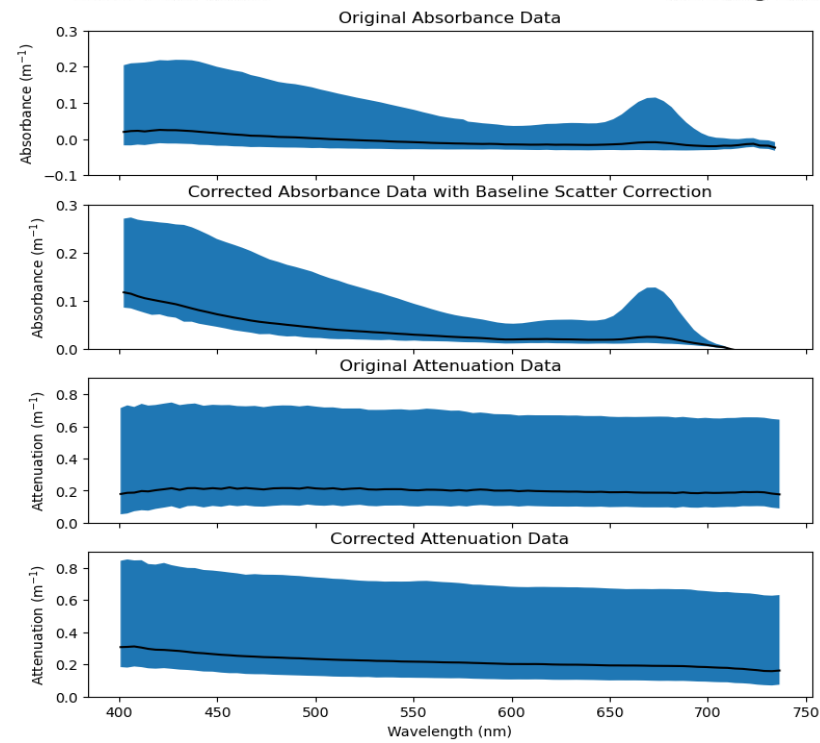 Original Absorbance Data
0.3
0.2
0.1
0.0
−0.1
Absorbance (m⁻¹)
Corrected Absorbance Data with Baseline Scatter Correction
0.3
0.2
0.1
0.0
Absorbance (m⁻¹)
Original Attenuation Data
0.8
0.6
0.4
0.2
0.0
Attenuation (m⁻¹)
Corrected Attenuation Data
0.8
0.6
0.4
0.2
0.0
Attenuation (m⁻¹)
400 450 500 550 600 650 700 750
Wavelength (nm)